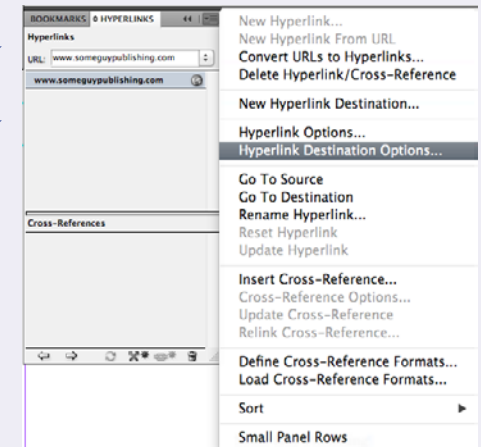 BOOKMARKS HYPERLINKS
Hyperlinks
URL: www.someguypublishing.com
www.someguypublishing.com
Cross-References
New Hyperlink...
New Hyperlink From URL
Convert URLs to Hyperlinks...
Delete Hyperlink/Cross-Reference
New Hyperlink Destination...
Hyperlink Options...
Hyperlink Destination Options...
Go To Source
Go To Destination
Rename Hyperlink...
Reset Hyperlink
Update Hyperlink
Insert Cross-Reference...
Cross-Reference Options...
Update Cross-Reference
Relink Cross-Reference...
Define Cross-Reference Formats...
Load Cross-Reference Formats...
Sort
Small Panel Rows